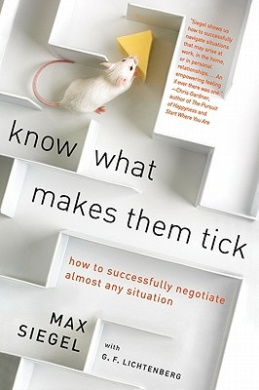 "Siegel allows us
how to successfully
navigate situations
that may arise at
work, in the home,
or in personal
relationships.... An
empowering feeling
if ever there was one."
—Chris Gardner,
author of The Pursuit
of Happyness and
Start Where You Are
know what
makes them tick
how to successfully negotiate
almost any situation
MAX
SIEGEL
with
G. F. LICHTENBERG